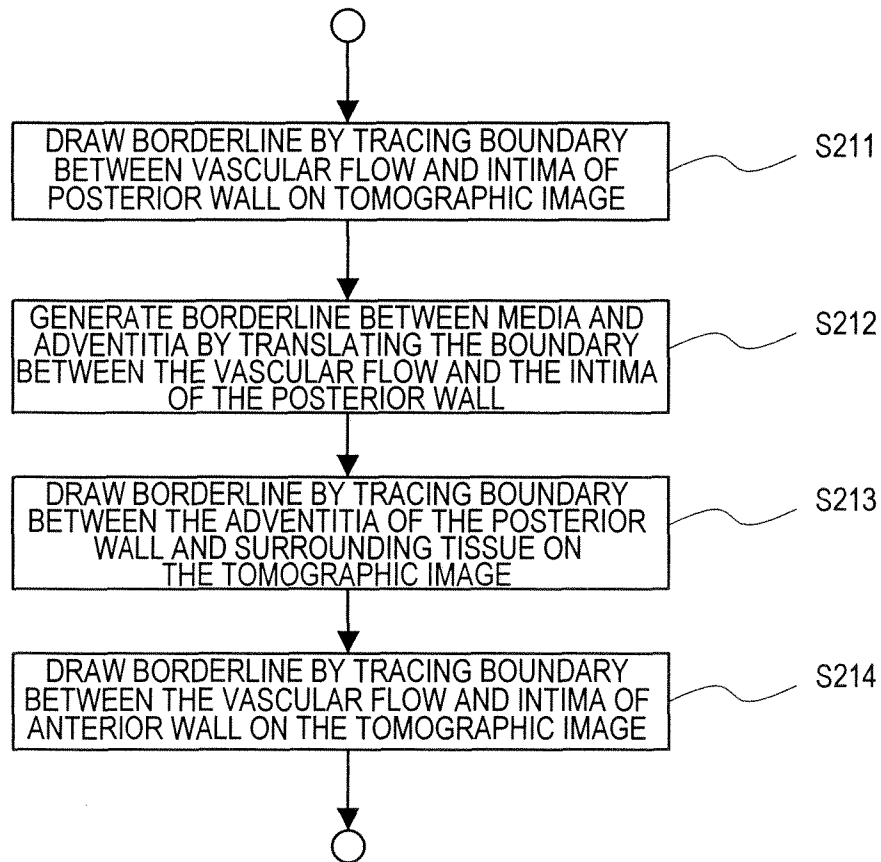 DRAW BORDERLINE BY TRACING BOUNDARY
BETWEEN VASCULAR FLOW AND INTIMA OF
POSTERIOR WALL ON TOMOGRAPHIC IMAGE
S211
GENERATE BORDERLINE BETWEEN MEDIA AND
ADVENTITIA BY TRANSLATING THE BOUNDARY
BETWEEN THE VASCULAR FLOW AND THE INTIMA
OF THE POSTERIOR WALL
S212
DRAW BORDERLINE BY TRACING BOUNDARY
BETWEEN THE ADVENTITIA OF THE POSTERIOR
WALL AND SURROUNDING TISSUE ON
THE TOMOGRAPHIC IMAGE
S213
DRAW BORDERLINE BY TRACING BOUNDARY
BETWEEN THE VASCULAR FLOW AND INTIMA OF
ANTERIOR WALL ON THE TOMOGRAPHIC IMAGE
S214